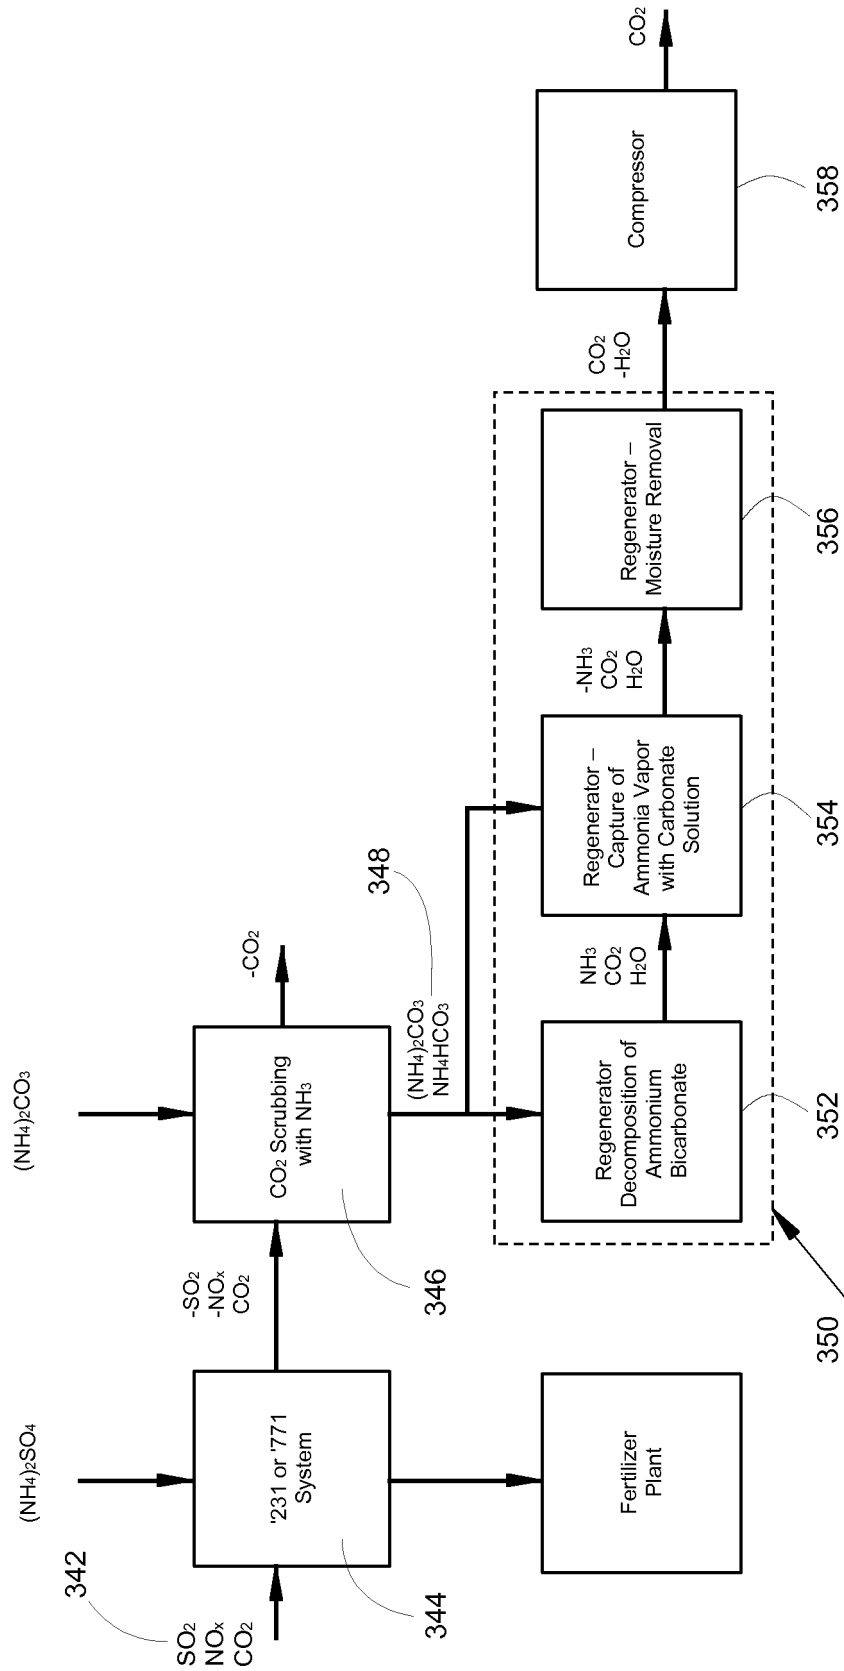 (NH4)2SO4
(NH4)2CO3
342
SO2
NOx
CO2
'231 or '771
System
344
-SO2
-NOx
CO2
CO2 Scrubbing
with NH3
346
-CO2
348
(NH4)2CO3
NH4HCO3
Fertilizer
Plant
350
Regenerator
Decomposition of
Ammonium
Bicarbonate
352
NH3
CO2
H2O
Regenerator –
Capture of
Ammonia Vapor
with Carbonate
Solution
354
-NH3
CO2
H2O
Regenerator –
Moisture Removal
356
CO2
-H2O
Compressor
358
CO2